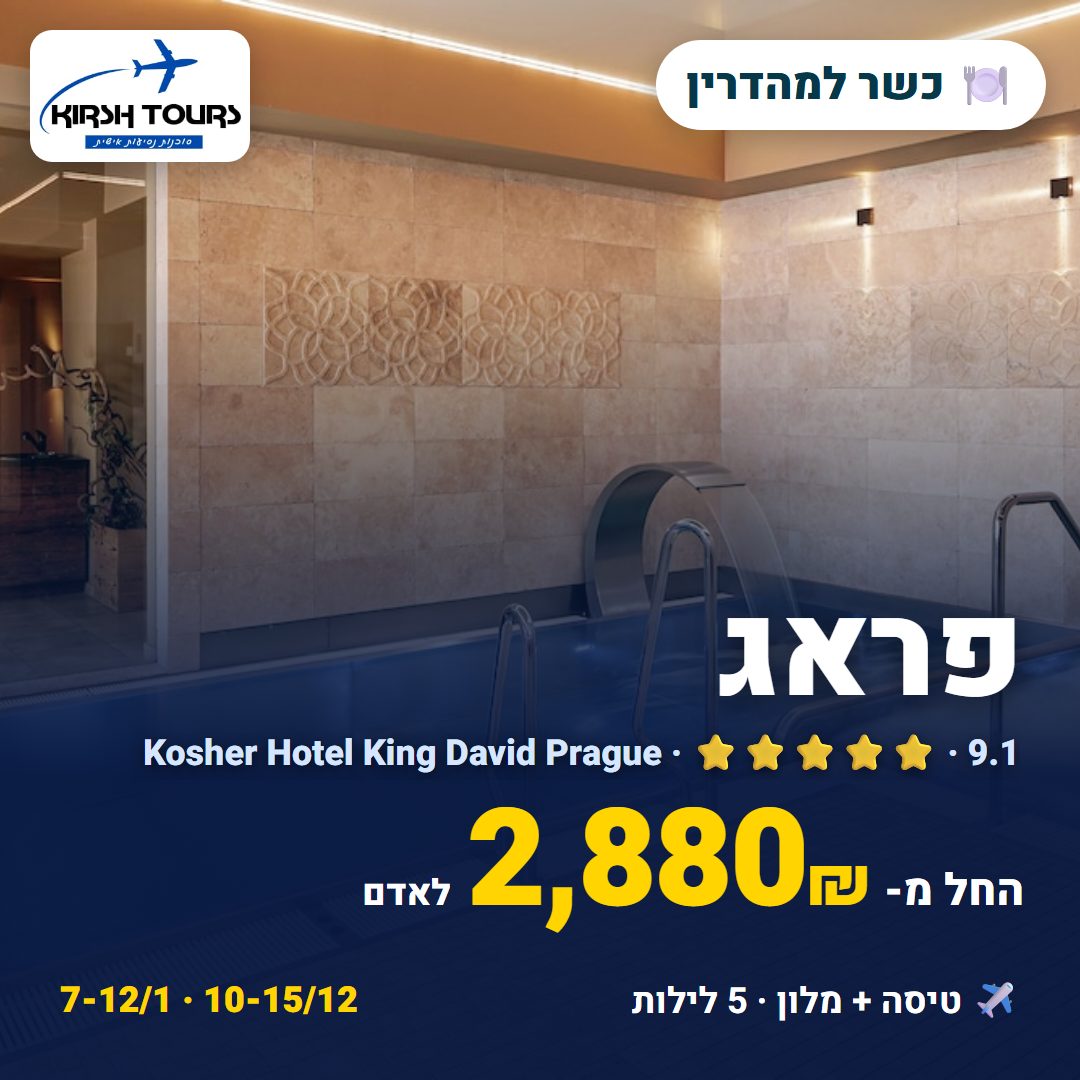 KIRSH TOURS
סוכנות נסיעות אישית
כשר למהדרין
פראג
Kosher Hotel King David Prague · ⭐⭐⭐⭐⭐ · 9.1
החל מ- ₪2,880 לאדם
✈️ טיסה + מלון · 5 לילות
7-12/1 · 10-15/12